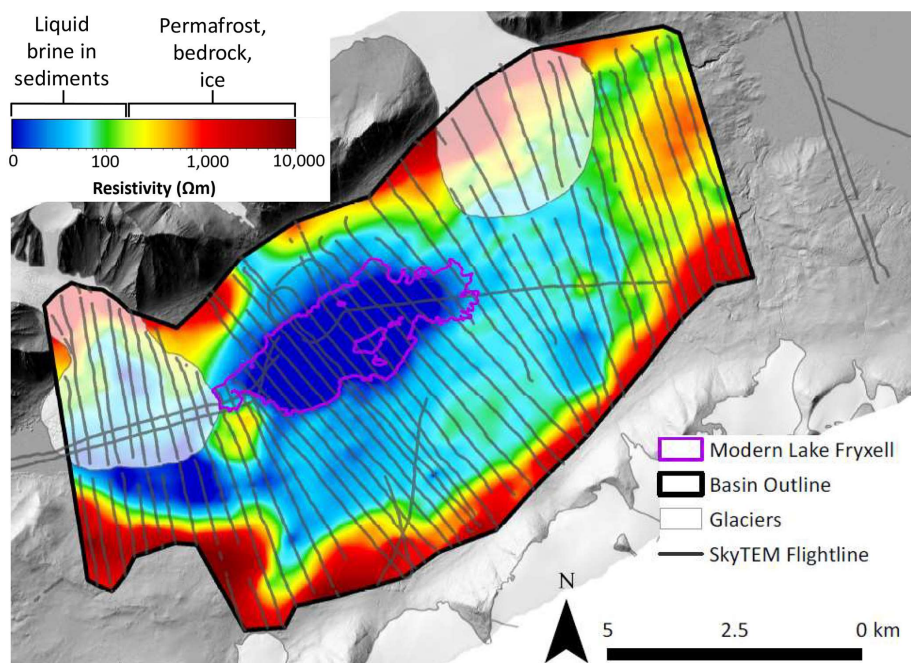 Liquid
brine in
sediments
Permafrost,
bedrock,
ice
0 100 1,000 10,000
Resistivity (Ωm)
Modern Lake Fryxell
Basin Outline
Glaciers
SkyTEM Flightline
N
5 2.5 0 km